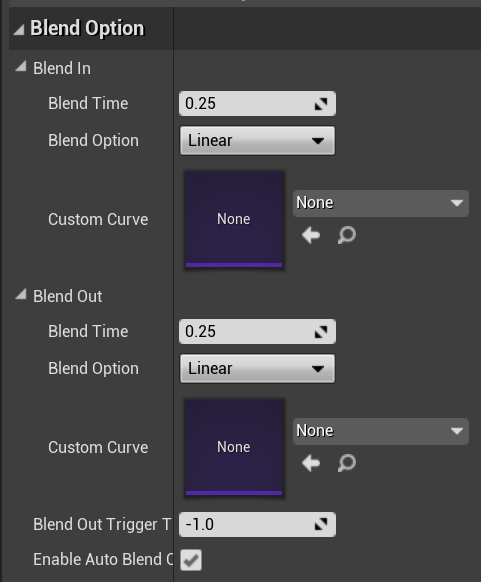 Blend Option
Blend In
Blend Time 0.25
Blend Option Linear
None
None
Custom Curve
Blend Out
Blend Time 0.25
Blend Option Linear
None
None
Custom Curve
Blend Out Trigger T -1.0
Enable Auto Blend O